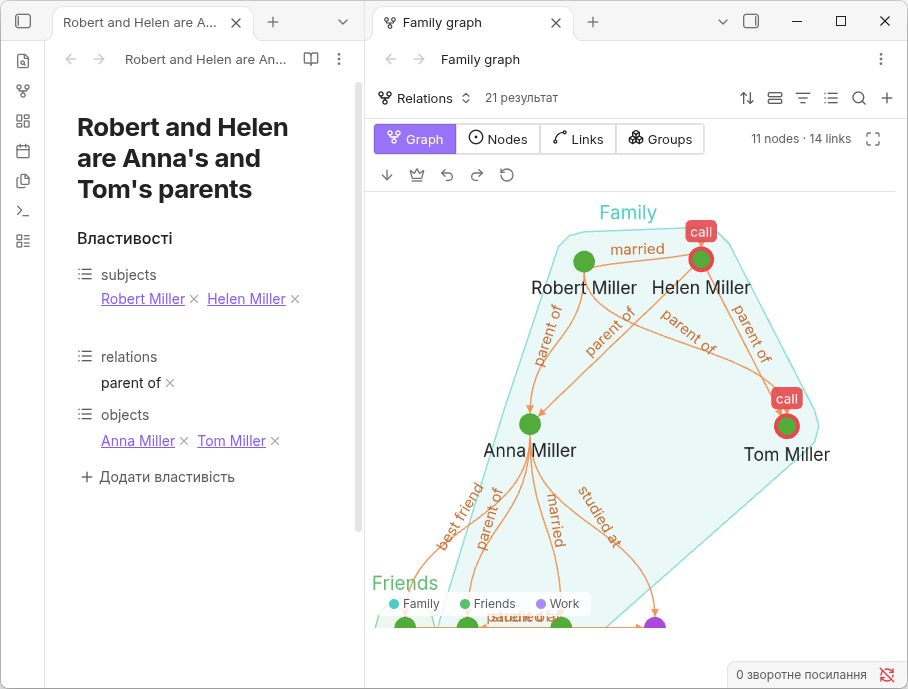 Robert and Helen are A...
Family graph
Robert and Helen are An...
Family graph
Robert and Helen
are Anna's and
Tom's parents
Властивості
subjects
Robert Miller Helen Miller
relations
parent of
objects
Anna Miller Tom Miller
Додати властивість
Relations 21 результат
Graph Nodes Links Groups 11 nodes · 14 links
Family
call
married
Robert Miller Helen Miller
parent of
parent of
parent of
parent of
call
Anna Miller
Tom Miller
best friend
parent of
married
studied at
Friends
Family Friends Work
0 зворотне посилання